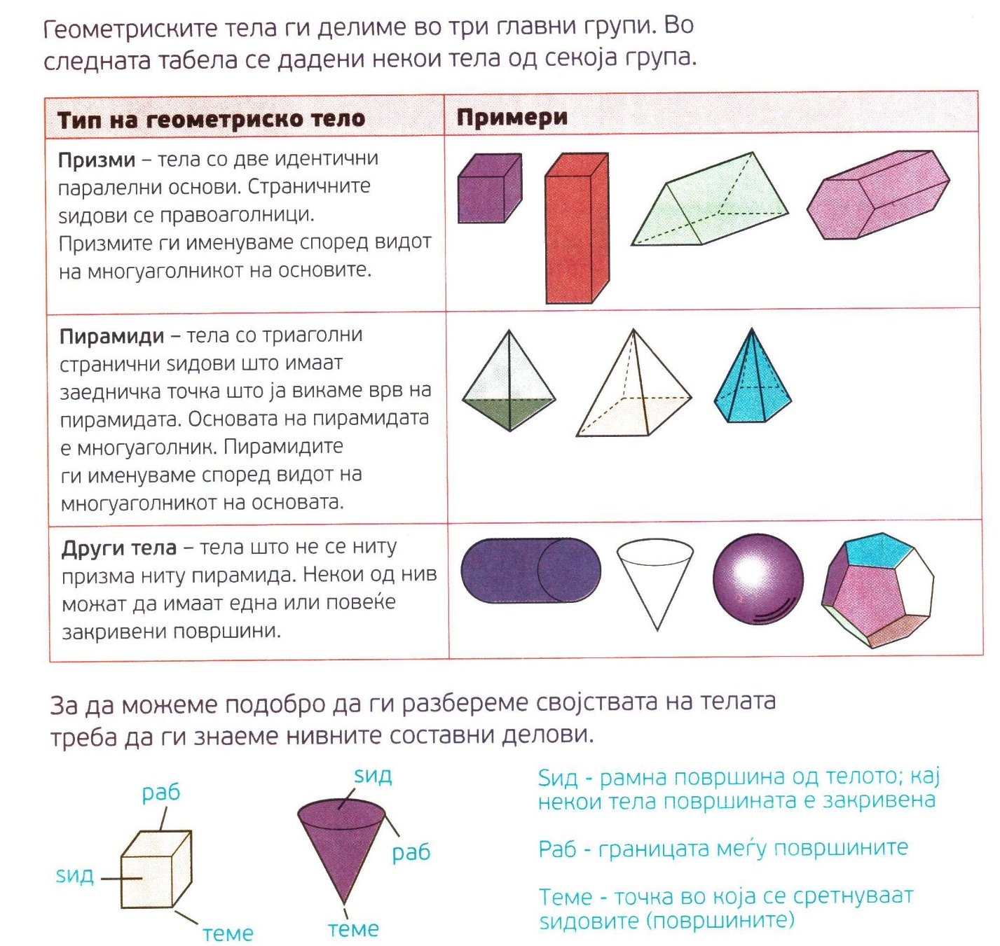 Геометриските тела ги делиме во три главни групи. Во
следната табела се дадени некои тела од секоја група.
Тип на геометриско тело
Примери
Призми – тела со две идентични
паралелни основи. Страничните
ѕидови се правоаголници.
Призмите ги именуваме според видот
на многуаголникот на основите.
Пирамиди – тела со триаголни
странични ѕидови што имаат
заедничка точка што ја викаме врв на
пирамидата. Основата на пирамидата
е многуаголник. Пирамидите
ги именуваме според видот на
многуаголникот на основата.
Други тела – тела што не се ниту
призма ниту пирамида. Некои од нив
можат да имаат една или повеќе
закривени површини.
За да можеме подобро да ги разбереме својствата на телата
треба да ги знаеме нивните составни делови.
раб
ѕид
теме
ѕид
раб
теме
Ѕид - рамна површина од телото; кај
некои тела површината е закривена
Раб - границата меѓу површините
Теме - точка во која се сретнуваат
ѕидовите (површините)